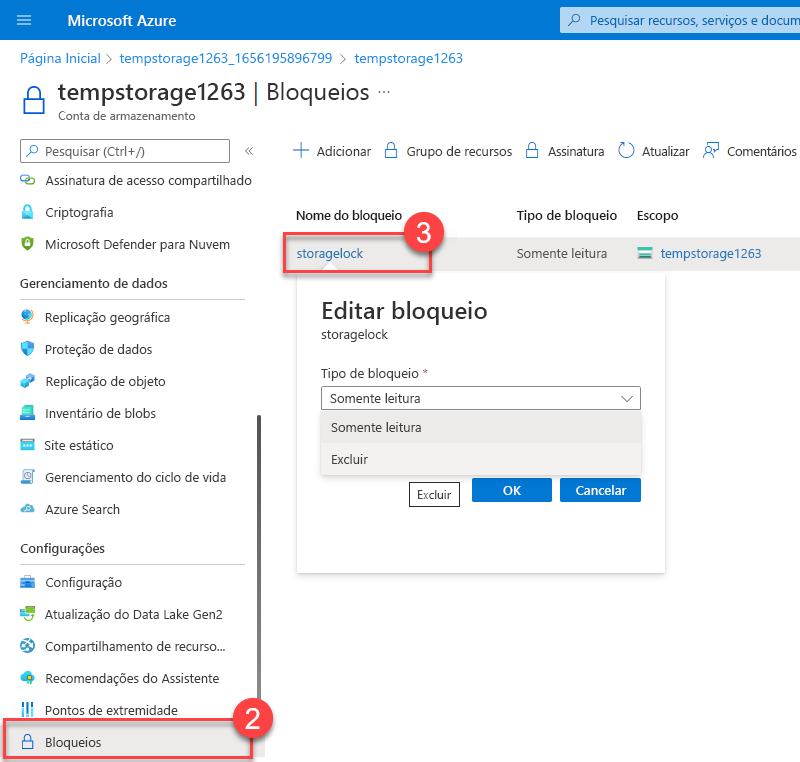 Microsoft Azure
Pesquisar recursos, serviços e docum
Página Inicial > tempstorage1263_1656195896799 > tempstorage1263
tempstorage1263 | Bloqueios ...
Conta de armazenamento
Pesquisar (Ctrl+/)
«
Adicionar
Grupo de recursos
Assinatura
Atualizar
Comentários
Assinatura de acesso compartilhado
Criptografia
Microsoft Defender para Nuvem
Gerenciamento de dados
Replicação geográfica
Proteção de dados
Replicação de objeto
Inventário de blobs
Site estático
Gerenciamento do ciclo de vida
Azure Search
Configurações
Configuração
Atualização do Data Lake Gen2
Compartilhamento de recurso...
Recomendações do Assistente
Pontos de extremidade
Bloqueios
2
Nome do bloqueio
Tipo de bloqueio
Escopo
3
storagelock
Somente leitura
tempstorage1263
Editar bloqueio
storagelock
Tipo de bloqueio *
Somente leitura
Somente leitura
Excluir
Excluir
OK
Cancelar